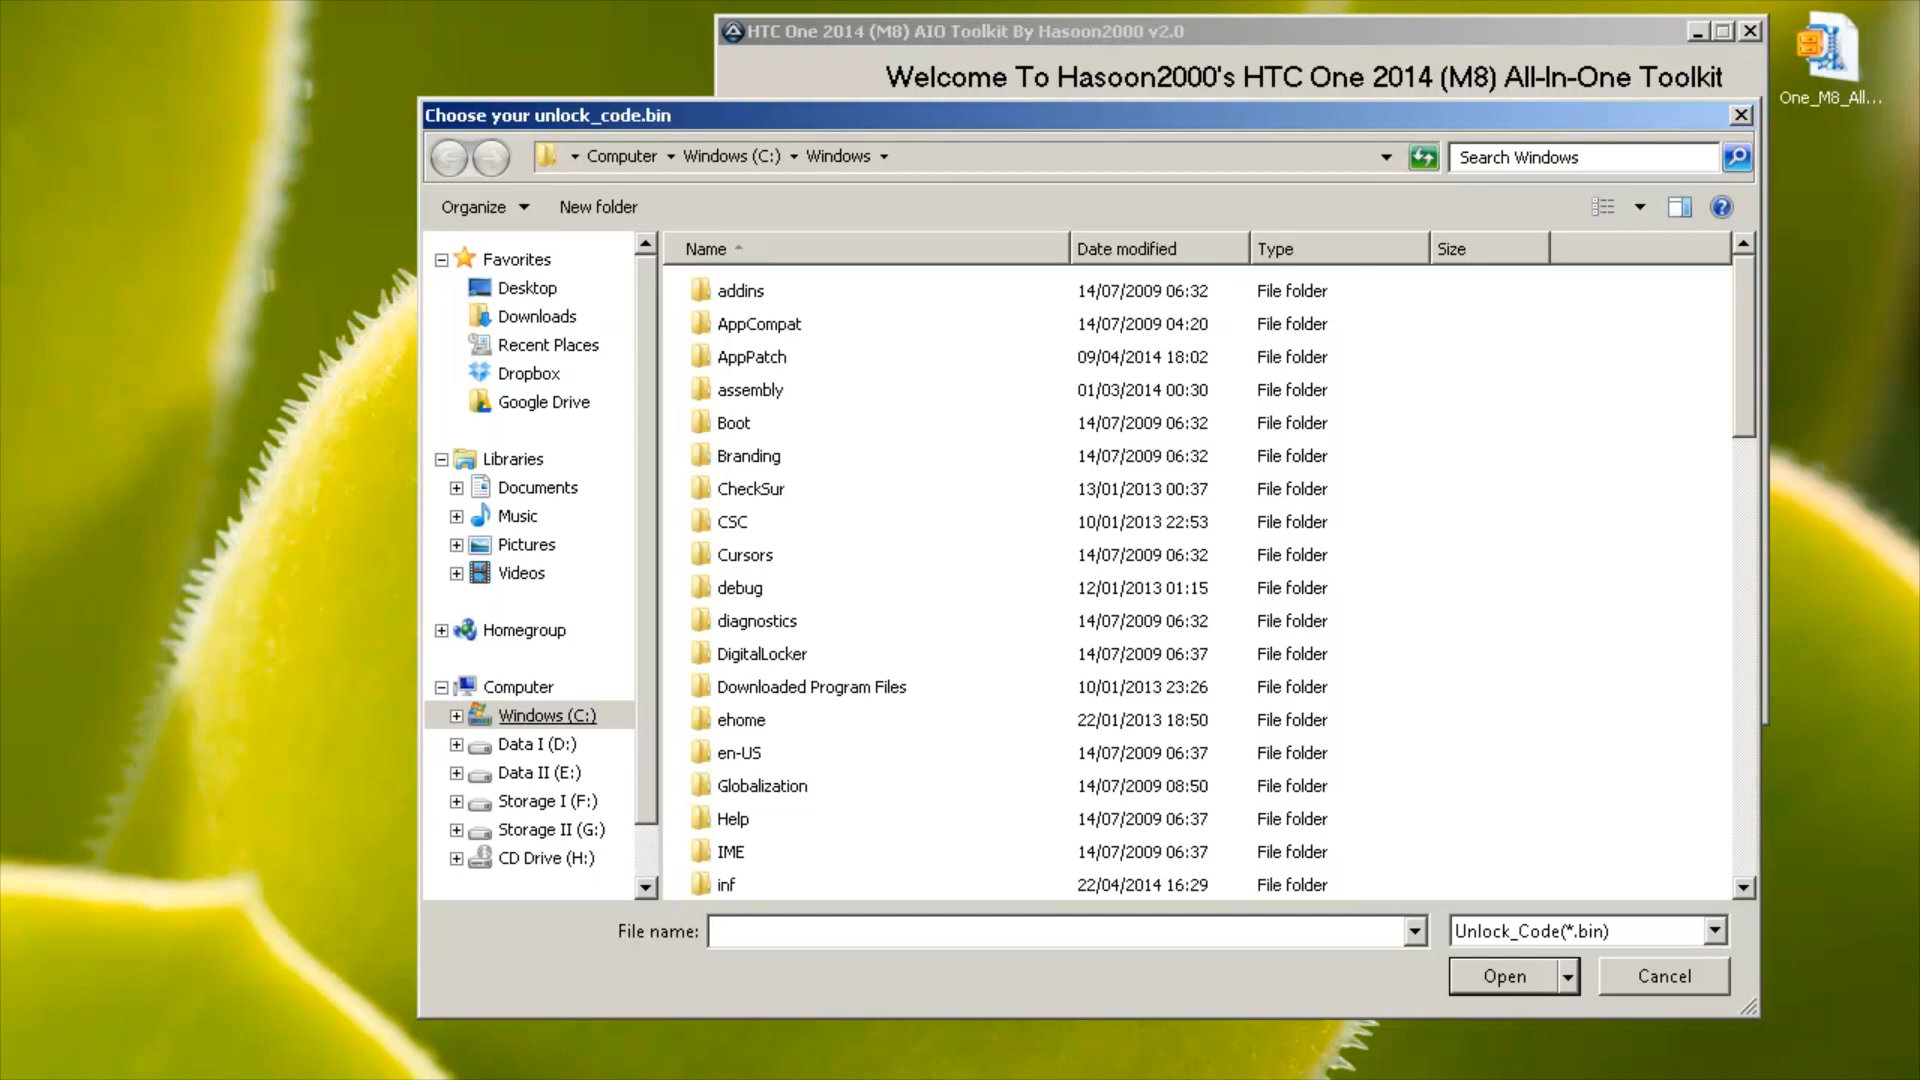 HTC One 2014 (M8) AIO Toolkit By Hasoon2000 v2.0
Welcome To Hasoon2000's HTC One 2014 (M8) All-In-One Toolkit
One_M8_All...
Choose your unlock_code.bin
Computer Windows (C:) Windows
Search Windows
Organize New folder
Favorites
Desktop
Downloads
Recent Places
Dropbox
Google Drive
Libraries
Documents
Music
Pictures
Videos
Homegroup
Computer
Windows (C:)
Data I (D:)
Data II (E:)
Storage I (F:)
Storage II (G:)
CD Drive (H:)
Name Date modified Type Size
addins 14/07/2009 06:32 File folder
AppCompat 14/07/2009 04:20 File folder
AppPatch 09/04/2014 18:02 File folder
assembly 01/03/2014 00:30 File folder
Boot 14/07/2009 06:32 File folder
Branding 14/07/2009 06:32 File folder
CheckSur 13/01/2013 00:37 File folder
CSC 10/01/2013 22:53 File folder
Cursors 14/07/2009 06:32 File folder
debug 12/01/2013 01:15 File folder
diagnostics 14/07/2009 06:32 File folder
DigitalLocker 14/07/2009 06:37 File folder
Downloaded Program Files 10/01/2013 23:26 File folder
ehome 22/01/2013 18:50 File folder
en-US 14/07/2009 06:37 File folder
Globalization 14/07/2009 08:50 File folder
Help 14/07/2009 06:37 File folder
IME 14/07/2009 06:37 File folder
inf 22/04/2014 16:29 File folder
File name:
Unlock_Code(*.bin)
Open Cancel